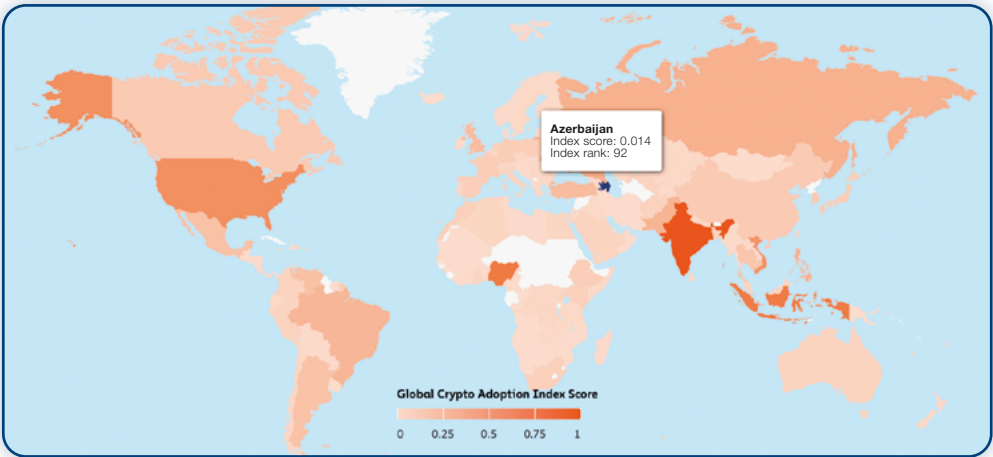 Azerbaijan
Index score: 0.014
Index rank: 92
Global Crypto Adoption Index Score
0 0.25 0.5 0.75 1